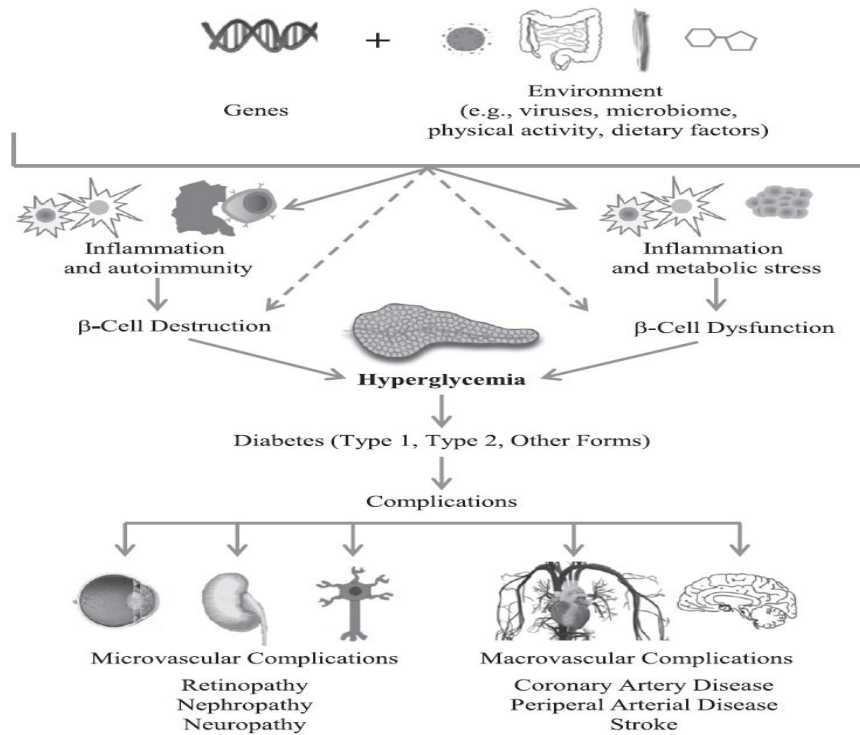 +
Genes
Environment
(e.g., viruses, microbiome,
physical activity, dietary factors)
Inflammation
and autoimmunity
Inflammation
and metabolic stress
β-Cell Destruction
β-Cell Dysfunction
Hyperglycemia
Diabetes (Type 1, Type 2, Other Forms)
Complications
Microvascular Complications
Retinopathy
Nephropathy
Neuropathy
Macrovascular Complications
Coronary Artery Disease
Periperal Arterial Disease
Stroke